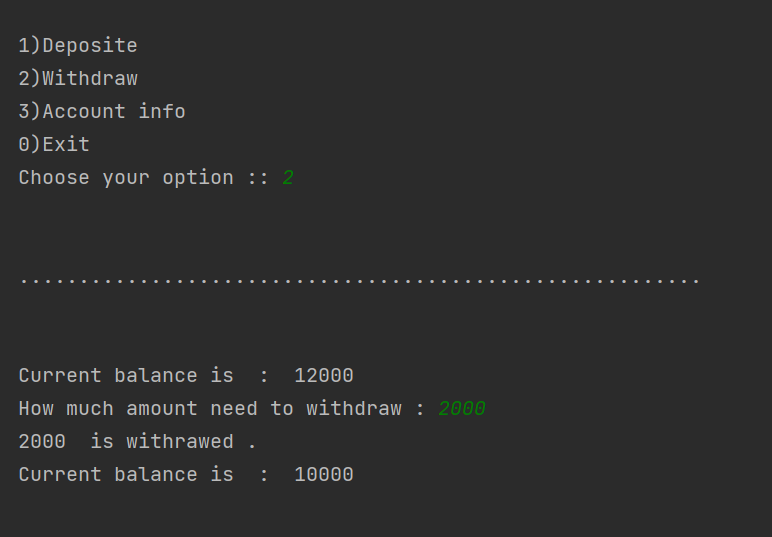 1)Deposite
2)Withdraw
3)Account info
0)Exit
Choose your option :: 2
.........................................................
Current balance is  :  12000
How much amount need to withdraw : 2000
2000  is withrawed .
Current balance is  :  10000